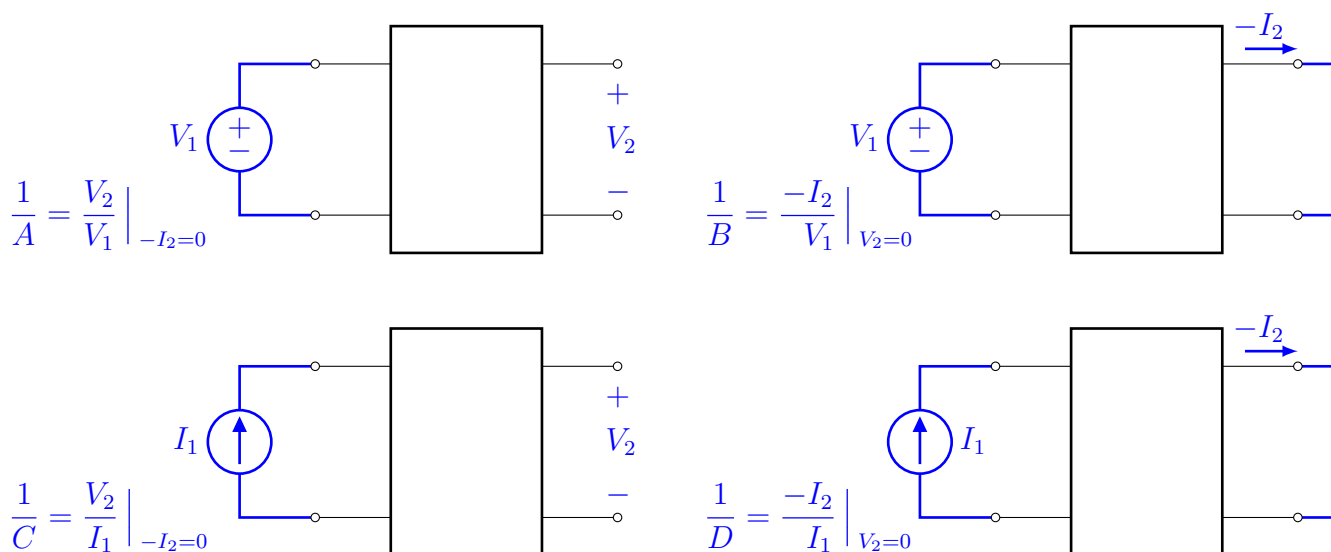 −I₂
V₁ + − + V₂ −
1/A = V₂/V₁ |₋I₂=0
V₁ + −
1/B = −I₂/V₁ |V₂=0
−I₂
I₁ + V₂ −
1/C = V₂/I₁ |₋I₂=0
I₁
1/D = −I₂/I₁ |V₂=0